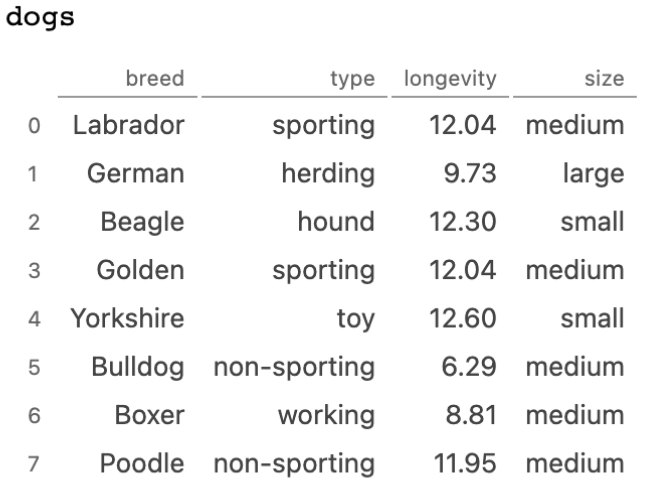 dogs
breed type longevity size
0 Labrador sporting 12.04 medium
1 German herding 9.73 large
2 Beagle hound 12.30 small
3 Golden sporting 12.04 medium
4 Yorkshire toy 12.60 small
5 Bulldog non-sporting 6.29 medium
6 Boxer working 8.81 medium
7 Poodle non-sporting 11.95 medium